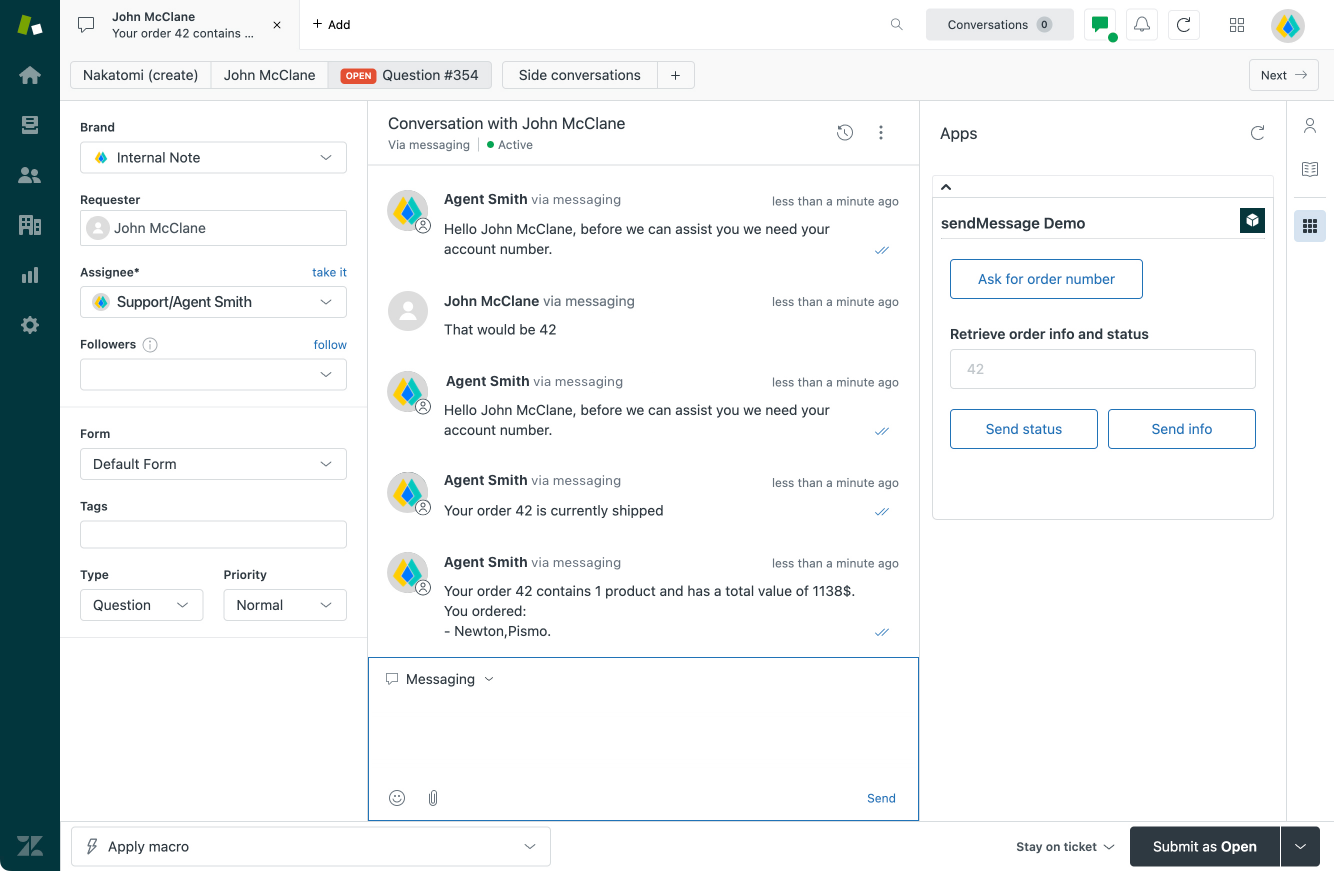 John McClane
Your order 42 contains ...
+ Add
Conversations 0
Nakatomi (create)
John McClane
OPEN Question #354
Side conversations
+
Next
Brand
Internal Note
Requester
John McClane
Assignee*
take it
Support/Agent Smith
Followers
follow
Form
Default Form
Tags
Type
Priority
Question
Normal
Conversation with John McClane
Via messaging
Active
Agent Smith via messaging
less than a minute ago
Hello John McClane, before we can assist you we need your
account number.
John McClane via messaging
less than a minute ago
That would be 42
Agent Smith via messaging
less than a minute ago
Hello John McClane, before we can assist you we need your
account number.
Agent Smith via messaging
less than a minute ago
Your order 42 is currently shipped
Agent Smith via messaging
less than a minute ago
Your order 42 contains 1 product and has a total value of 1138$.
You ordered:
- Newton,Pismo.
Messaging
Send
Apps
sendMessage Demo
Ask for order number
Retrieve order info and status
42
Send status
Send info
Apply macro
Stay on ticket
Submit as Open